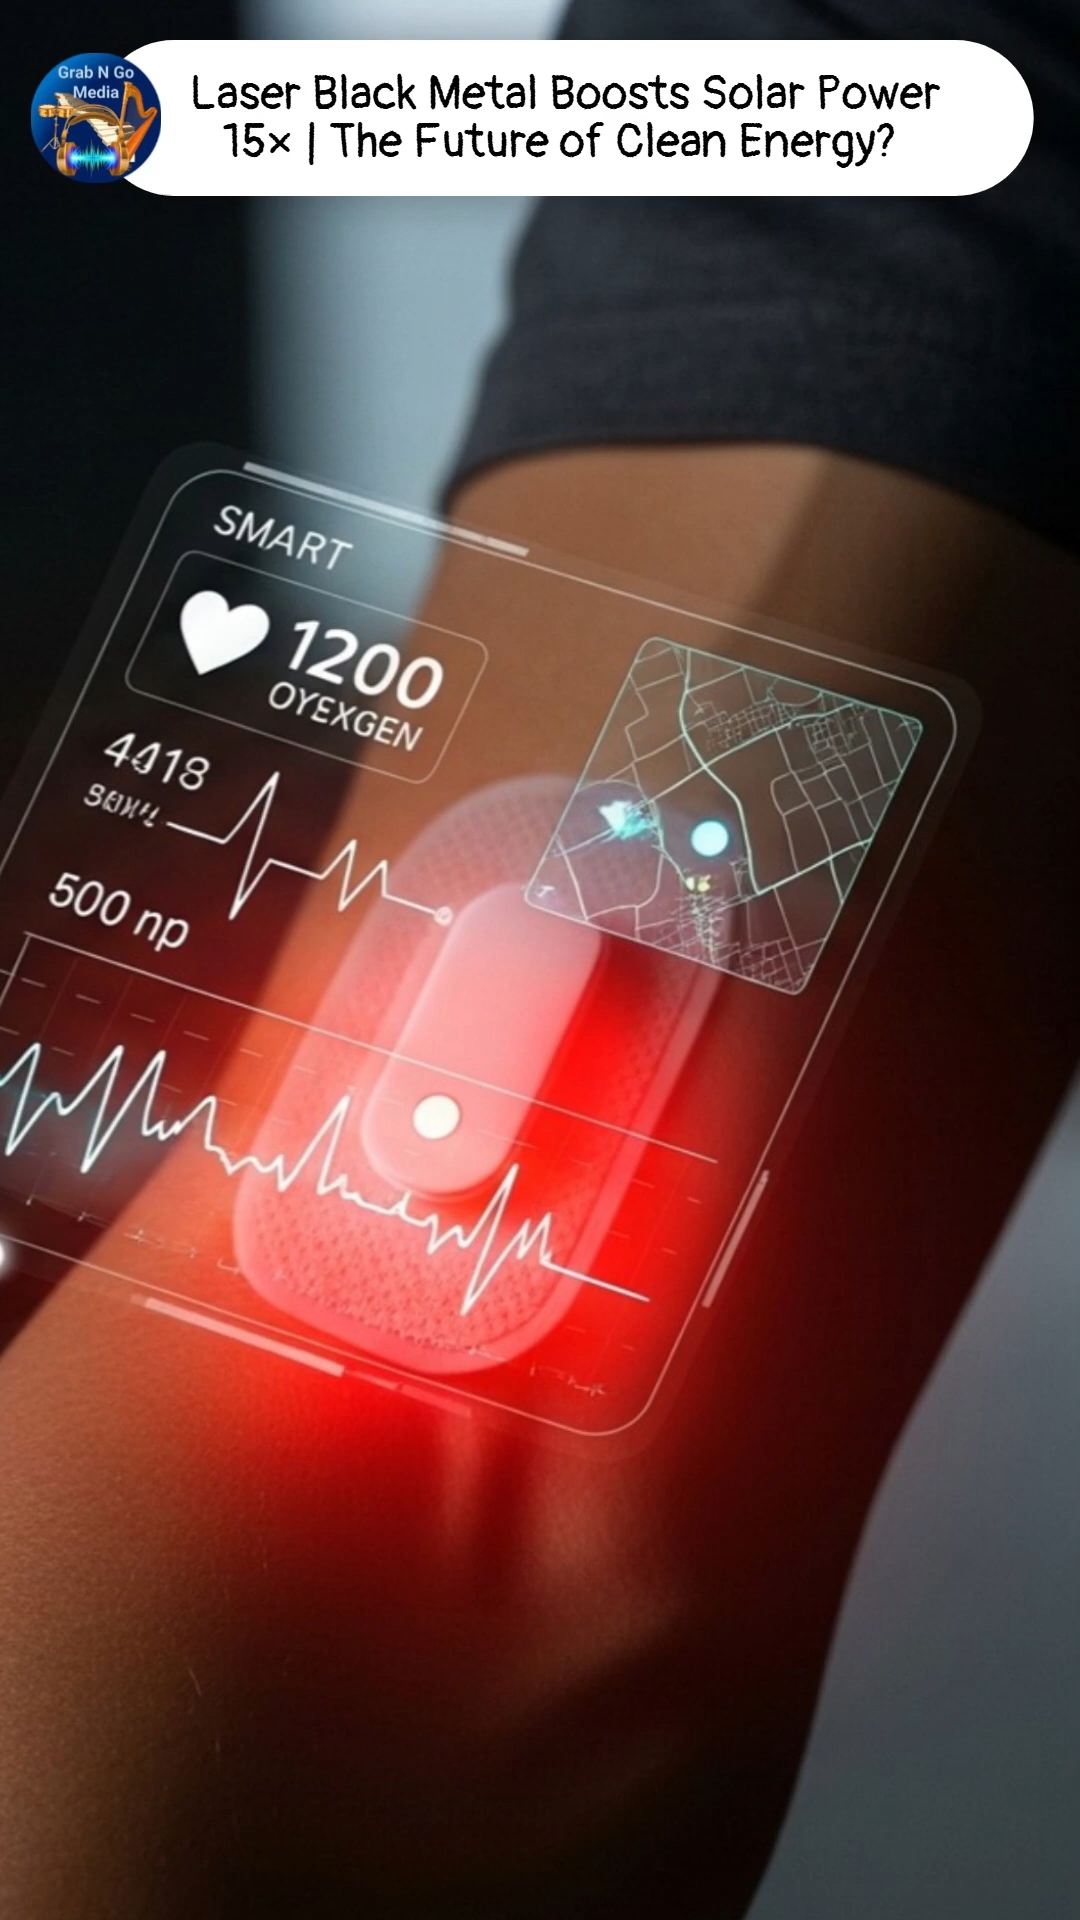 Grab N Go
Media
Laser Black Metal Boosts Solar Power
15× | The Future of Clean Energy?
SMART
1200
OYEXGEN
4418
500 np